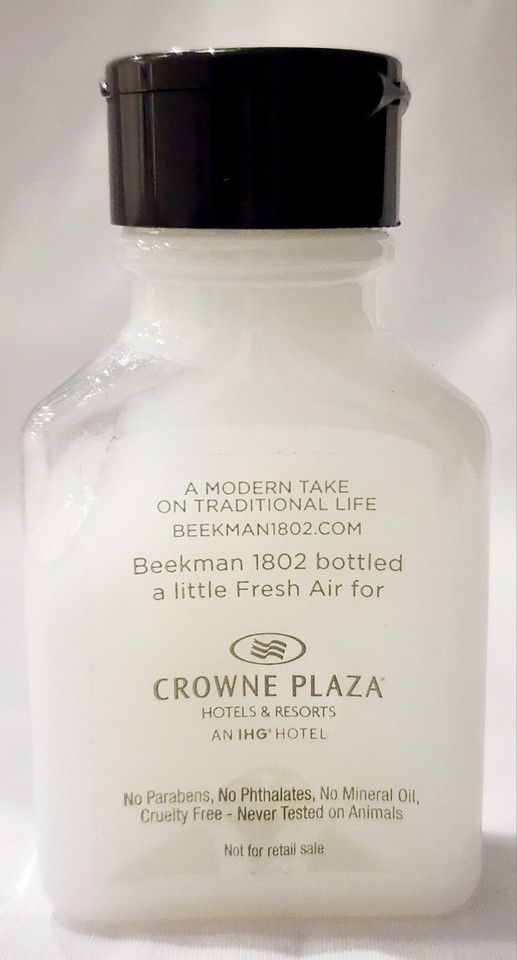 A MODERN TAKE
ON TRADITIONAL LIFE
BEEKMAN1802.COM
Beekman 1802 bottled
a little Fresh Air for
CROWNE PLAZA
HOTELS & RESORTS
AN IHG® HOTEL
No Parabens, No Phthalates, No Mineral Oil,
Cruelty Free - Never Tested on Animals
Not for retail sale